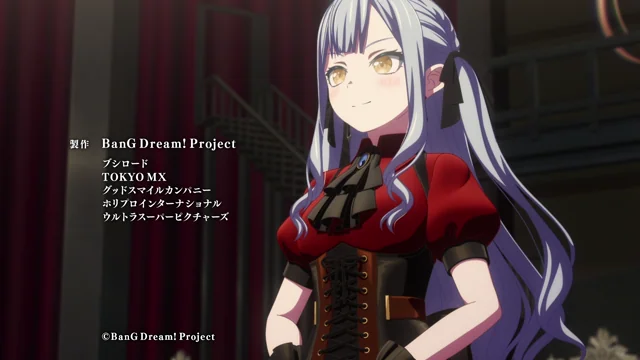 製作 BanG Dream! Project
ブシロード
TOKYO MX
グッドスマイルカンパニー
ホリプロインターナショナル
ウルトラスーパーピクチャーズ
©BanG Dream! Project